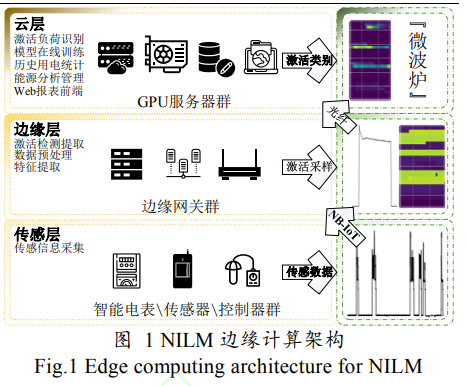 云层
激活负荷识别
模型在线训练
历史用电统计
能源分析管理
Web报表前端
GPU服务器群
激活类别
『微波炉』
光纤
边缘层
激活检测提取
数据预处理
特征提取
边缘网关群
激活采样
NB-IoT
传感层
传感信息采集
智能电表\传感器\控制器群
传感数据
图 1 NILM 边缘计算架构
Fig.1 Edge computing architecture for NILM